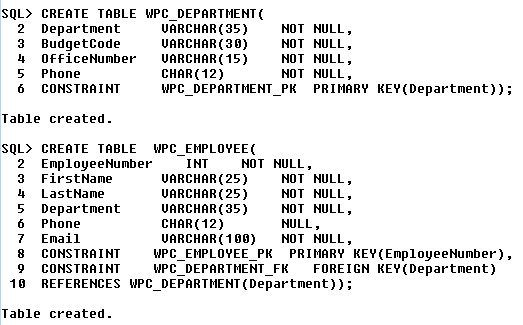 SQL> CREATE TABLE WPC_DEPARTMENT(
2 Department VARCHAR(35) NOT NULL,
3 BudgetCode VARCHAR(30) NOT NULL,
4 OfficeNumber VARCHAR(15) NOT NULL,
5 Phone CHAR(12) NOT NULL,
6 CONSTRAINT WPC_DEPARTMENT_PK PRIMARY KEY(Department));
Table created.
SQL> CREATE TABLE WPC_EMPLOYEE(
2 EmployeeNumber INT NOT NULL,
3 FirstName VARCHAR(25) NOT NULL,
4 LastName VARCHAR(25) NOT NULL,
5 Department VARCHAR(35) NOT NULL,
6 Phone CHAR(12) NULL,
7 Email VARCHAR(100) NOT NULL,
8 CONSTRAINT WPC_EMPLOYEE_PK PRIMARY KEY(EmployeeNumber),
9 CONSTRAINT WPC_DEPARTMENT_FK FOREIGN KEY(Department)
10 REFERENCES WPC_DEPARTMENT(Department));
Table created.